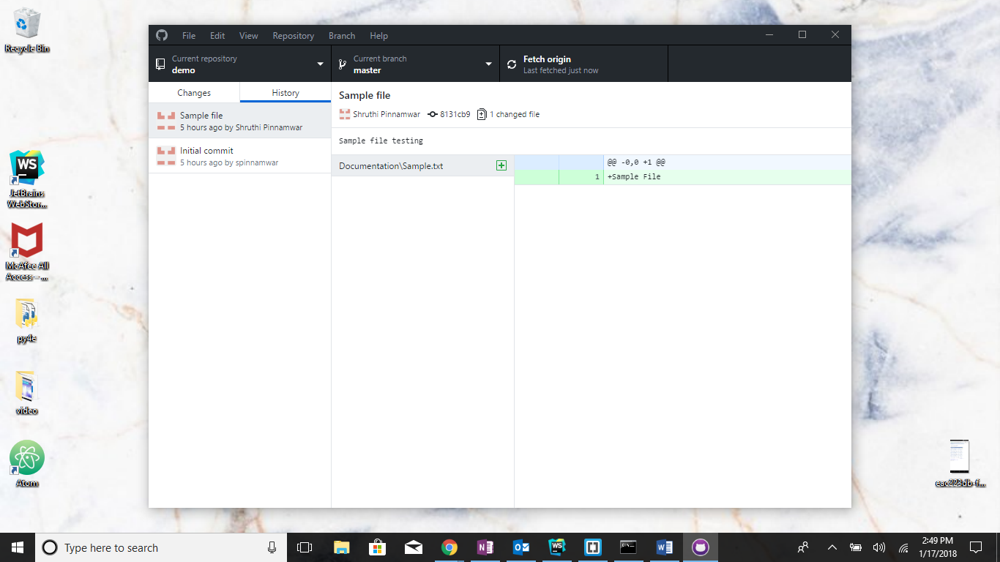 Recycle Bin
JetBrains
WebStor...
McAfee All
Access – ...
py4e
video
Atom
File Edit View Repository Branch Help
Current repository
demo
Current branch
master
Fetch origin
Last fetched just now
Changes
History
Sample file
5 hours ago by Shruthi Pinnamwar
Initial commit
5 hours ago by spinnamwar
Sample file
Shruthi Pinnamwar 8131cb9 1 changed file
Sample file testing
Documentation\Sample.txt
@@ -0,0 +1 @@
1 +Sample File
eac223db-f...
Type here to search
WS
2:49 PM
1/17/2018